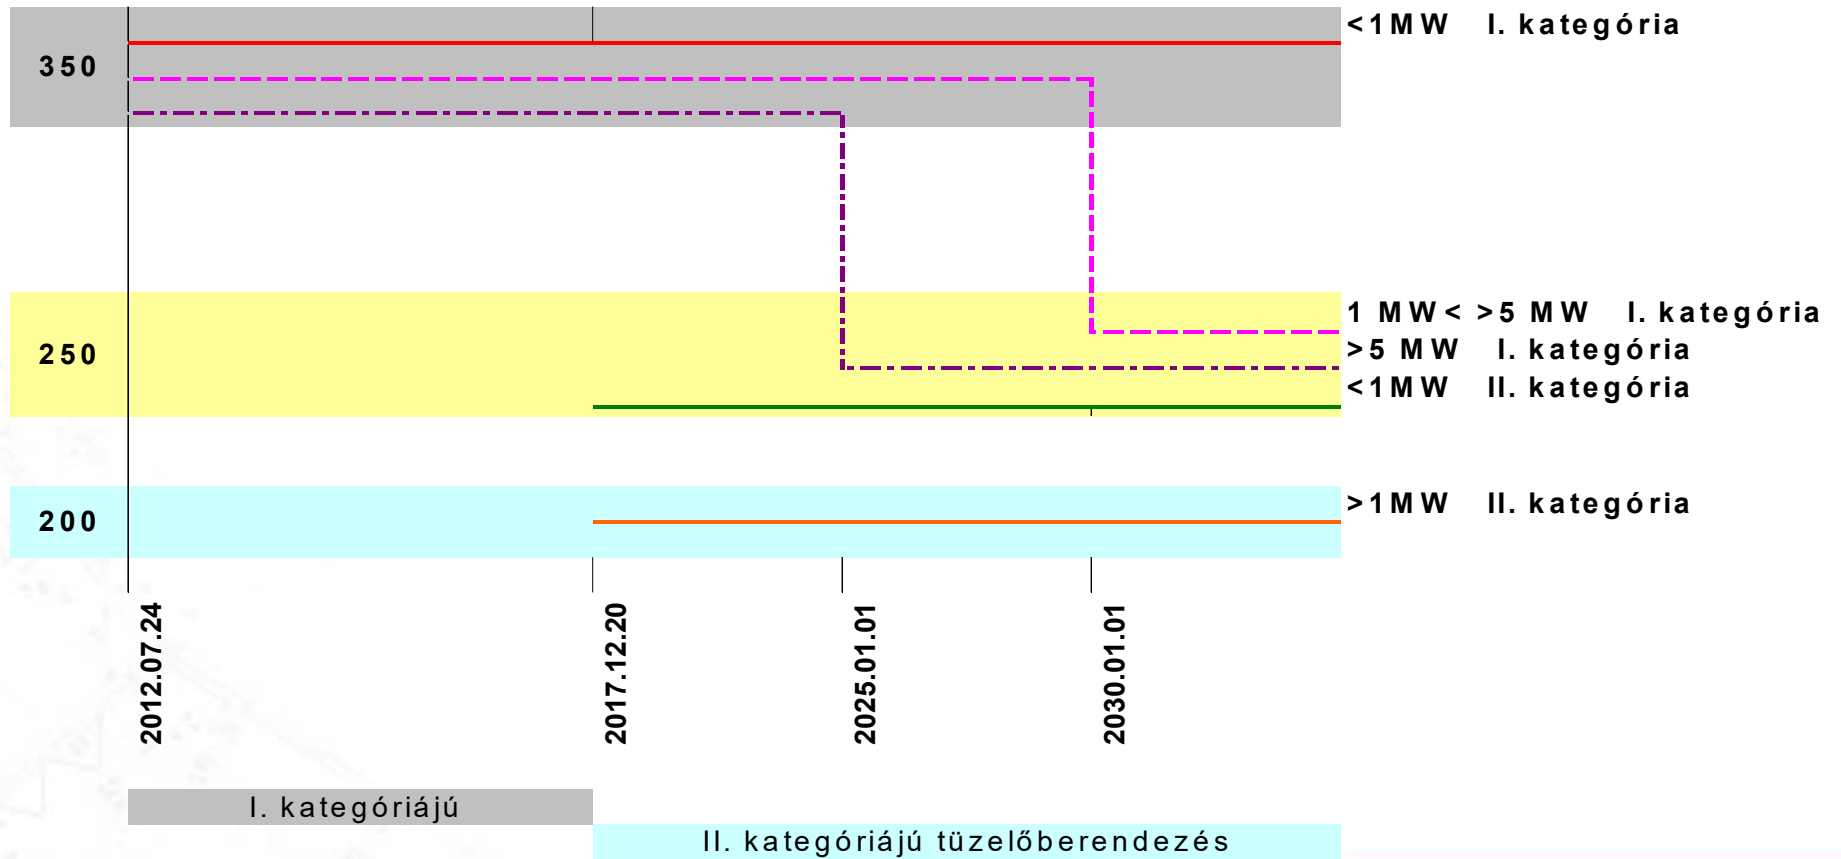 <1MW I. kategória
350
1 MW< >5 MW I. kategória
>5 MW I. kategória
250
<1MW II. kategória
>1MW II. kategória
200
2012.07.24
2017.12.20
2025.01.01
2030.01.01
I. kategóriájú
II. kategóriájú tüzelőberendezés